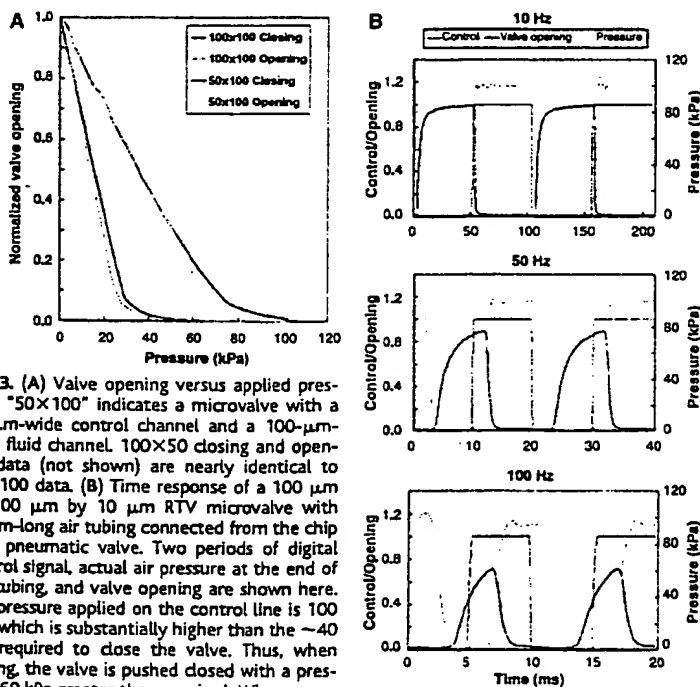 A
1.0
0.8
0.6
0.4
0.2
0.0
Normalized valve opening
0 20 40 60 80 100 120
Pressure (kPa)
100x100 Closing
100x100 Opening
50x100 Closing
50x100 Opening
B
10 Hz
Control Valve opening Pressure
Control/Opening
1.2
0.8
0.4
0.0
0 50 100 150 200
120
80
40
0
Pressure (kPa)
50 Hz
Control/Opening
1.2
0.8
0.4
0.0
0 10 20 30 40
120
80
40
0
Pressure (kPa)
100 Hz
Control/Opening
1.2
0.8
0.4
0.0
0 5 10 15 20
Time (ms)
120
80
40
0
Pressure (kPa)
3. (A) Valve opening versus applied pres-
"50×100" indicates a microvalve with a
m-wide control channel and a 100-μm-
fluid channel. 100×50 closing and open-
data (not shown) are nearly identical to
100 data. (B) Time response of a 100 μm
00 μm by 10 μm RTV microvalve with
m-long air tubing connected from the chip
pneumatic valve. Two periods of digital
rol signal, actual air pressure at the end of
tubing, and valve opening are shown here.
pressure applied on the control line is 100
which is substantially higher than the ~40
required to close the valve. Thus, when
ng, the valve is pushed closed with a pres-